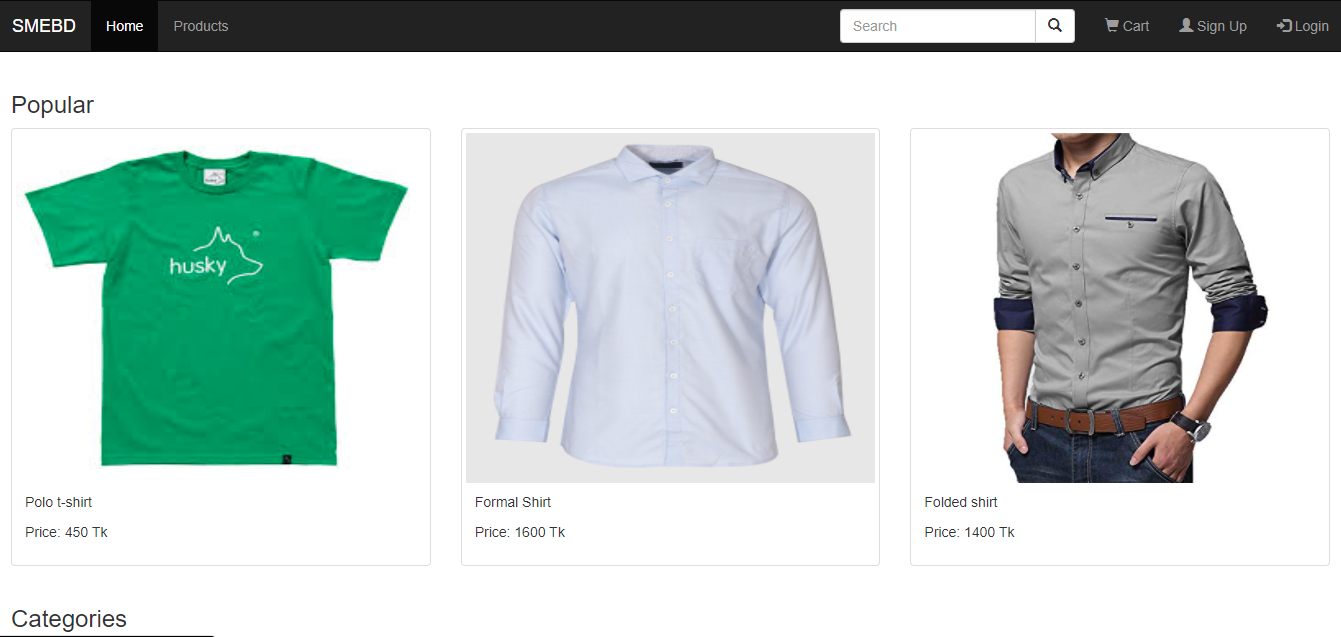 SMEBD Home Products Search Cart Sign Up Login
Popular
husky
Polo t-shirt
Price: 450 Tk
Formal Shirt
Price: 1600 Tk
Folded shirt
Price: 1400 Tk
Categories